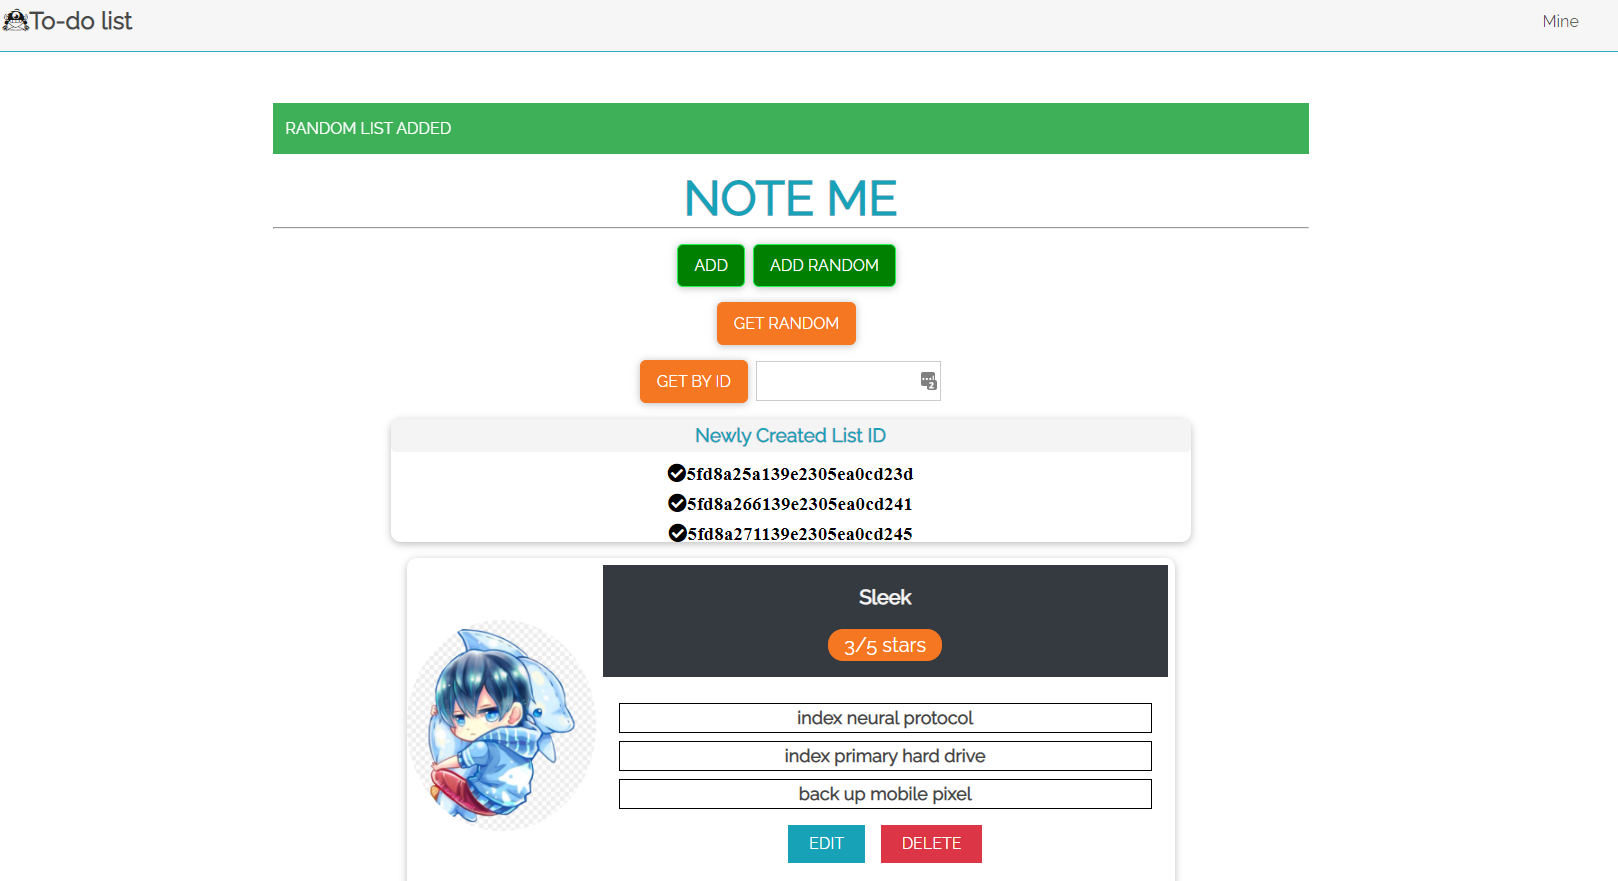 To-do list
Mine
RANDOM LIST ADDED
NOTE ME
ADD
ADD RANDOM
GET RANDOM
GET BY ID
2
Newly Created List ID
5fd8a25a139e2305ea0cd23d
5fd8a266139e2305ea0cd241
5fd8a271139e2305ea0cd245
Sleek
3/5 stars
index neural protocol
index primary hard drive
back up mobile pixel
EDIT
DELETE